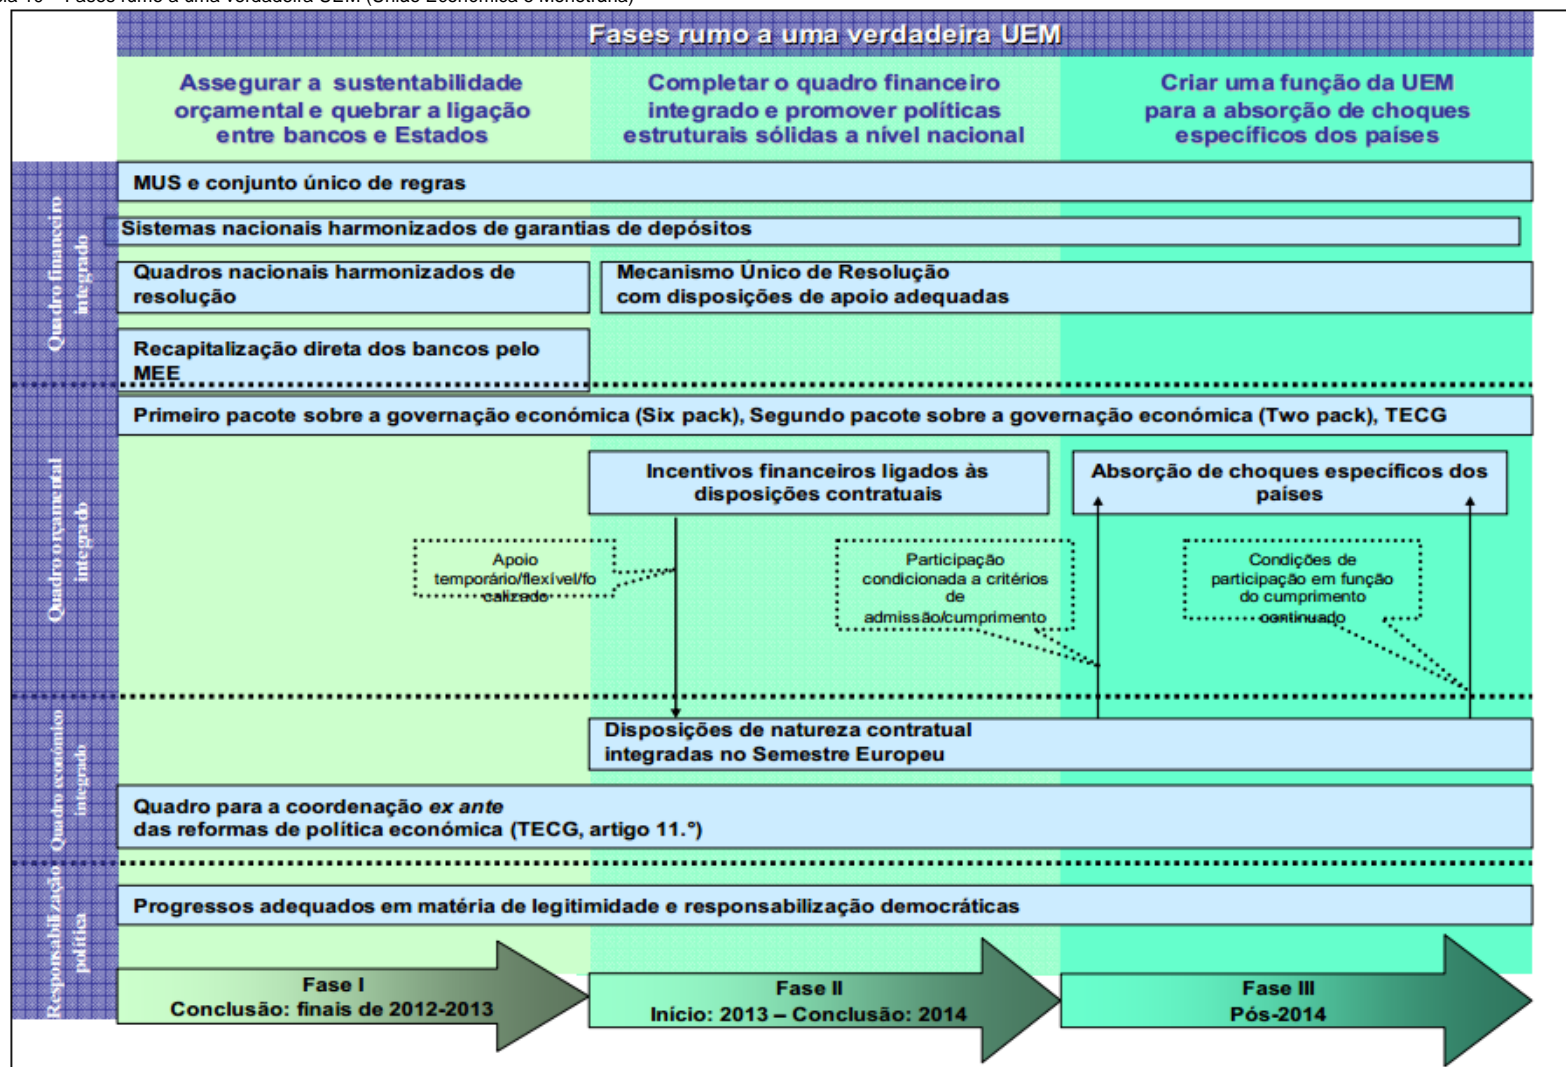 Fases rumo a uma verdadeira UEM (União Económica e Monetrária)
Fases rumo a uma verdadeira UEM
Assegurar a sustentabilidade
orçamental e quebrar a ligação
entre bancos e Estados
Completar o quadro financeiro
integrado e promover políticas
estruturais sólidas a nível nacional
Criar uma função da UEM
para a absorção de choques
específicos dos países
Quadro financeiro
integrado
MUS e conjunto único de regras
Sistemas nacionais harmonizados de garantias de depósitos
Quadros nacionais harmonizados de
resolução
Mecanismo Único de Resolução
com disposições de apoio adequadas
Recapitalização direta dos bancos pelo
MEE
Quadro orçamental
integrado
Primeiro pacote sobre a governação económica (Six pack), Segundo pacote sobre a governação económica (Two pack), TECG
Incentivos financeiros ligados às
disposições contratuais
Absorção de choques específicos dos
países
Apoio
temporário/flexível/fo
calizado
Participação
condicionada a critérios
de
admissão/cumprimento
Condições de
participação em função
do cumprimento
continuado
Quadro económico
integrado
Disposições de natureza contratual
integradas no Semestre Europeu
Quadro para a coordenação ex ante
das reformas de política económica (TECG, artigo 11.°)
Responsabilização
política
Progressos adequados em matéria de legitimidade e responsabilização democráticas
Fase I
Conclusão: finais de 2012-2013
Fase II
Início: 2013 – Conclusão: 2014
Fase III
Pós-2014